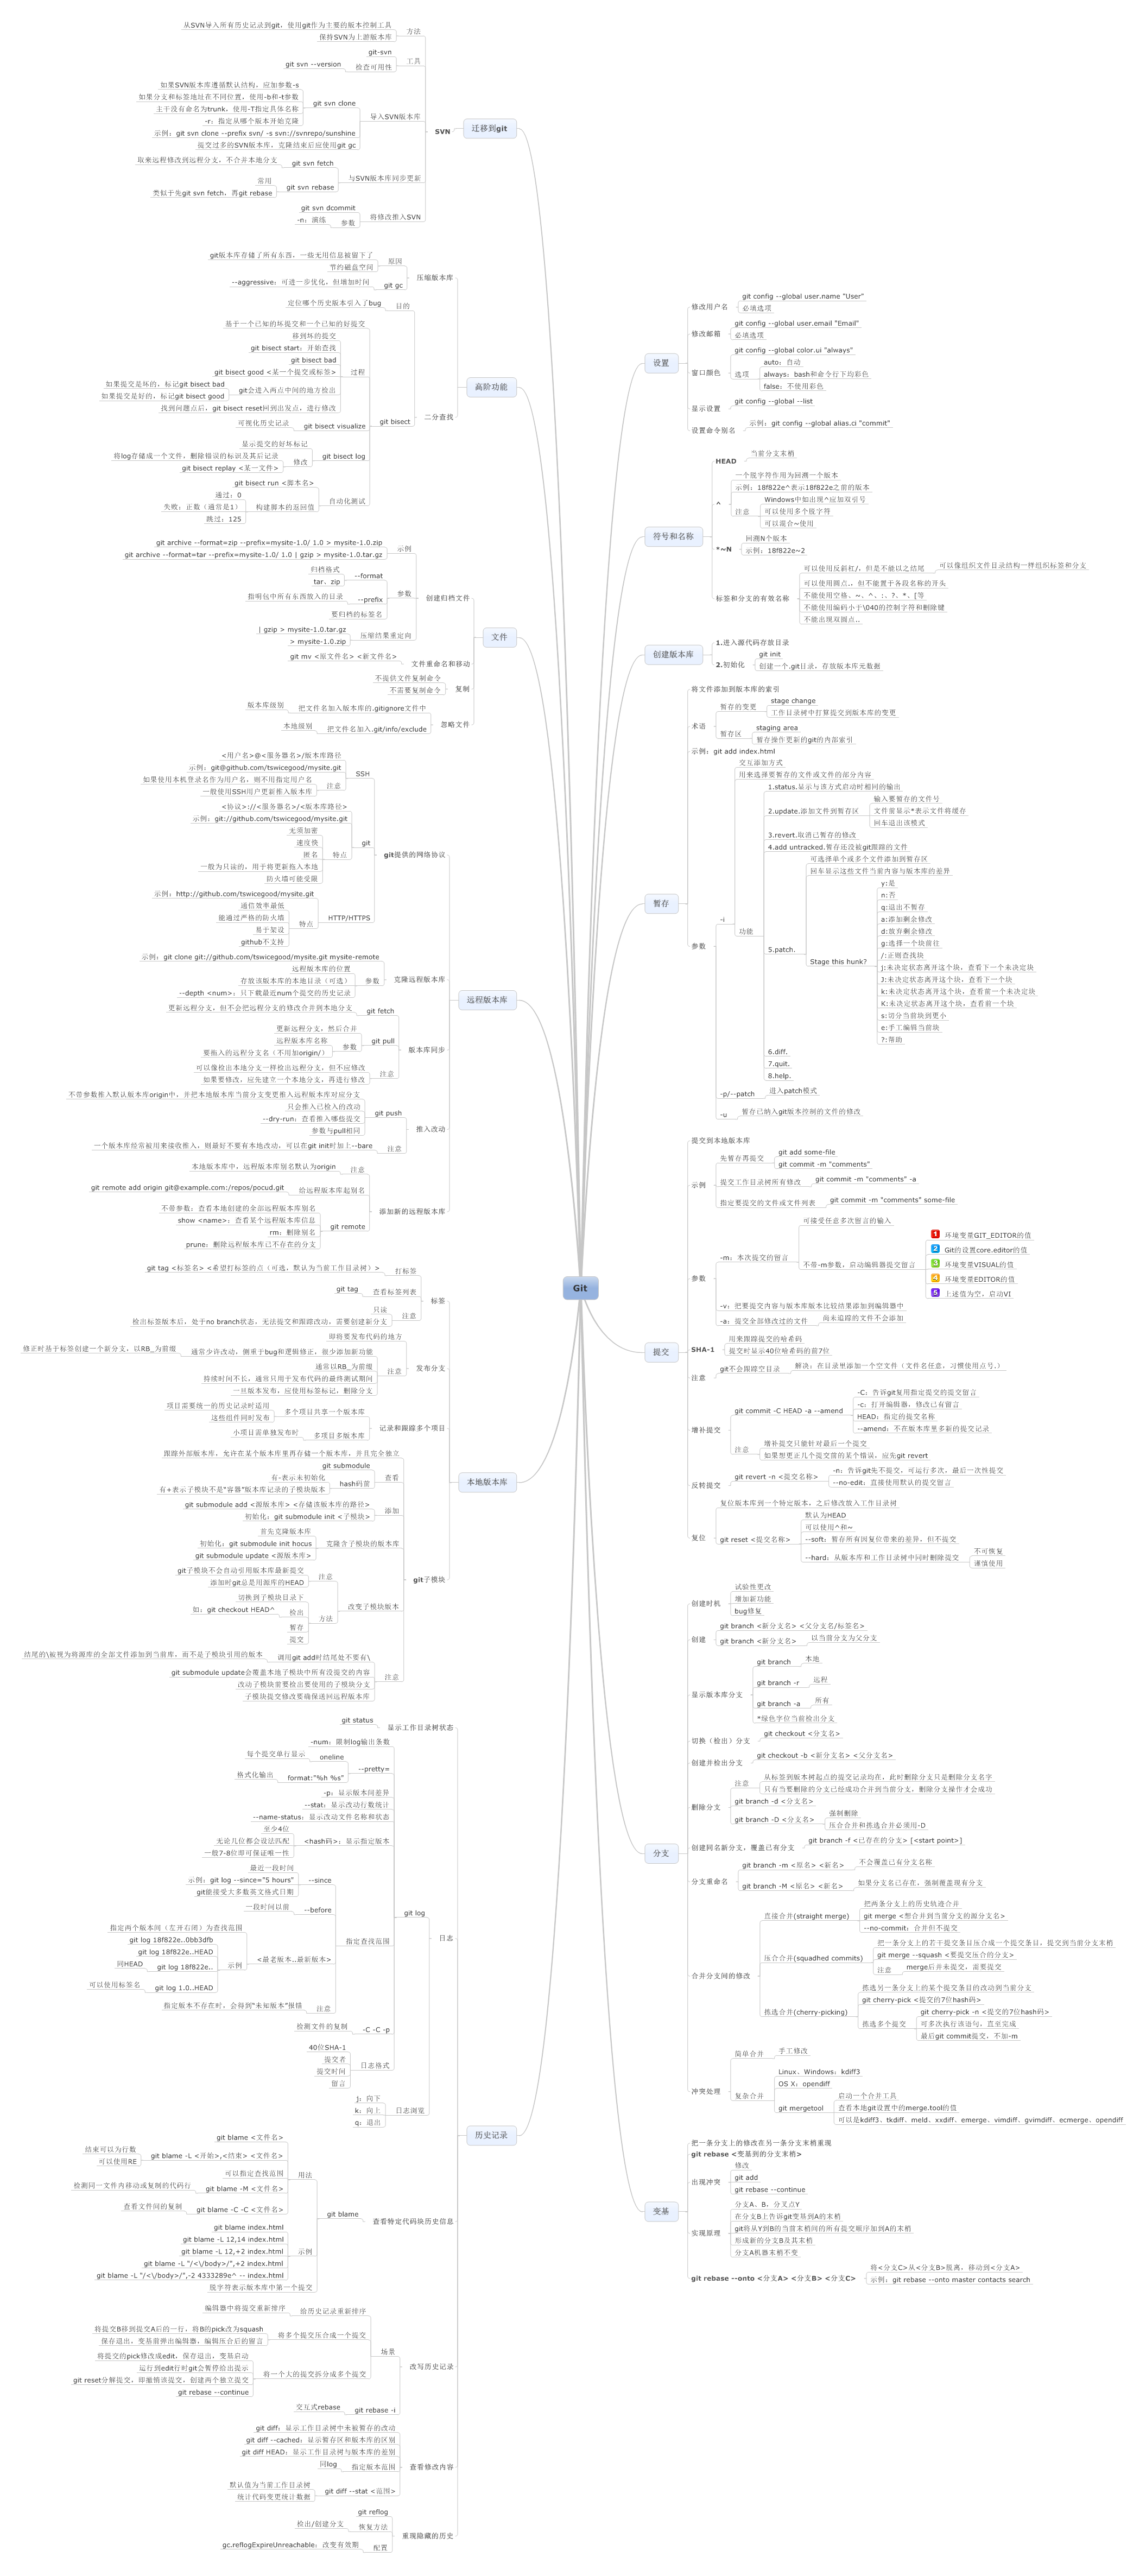 Git
设置
修改用户名
git config --global user.name "User"
必填选项
修改邮箱
git config --global user.email "Email"
必填选项
窗口颜色
git config --global color.ui "always"
选项
auto：自动
always：bash和命令行下均彩色
false：不使用彩色
显示设置
git config --global --list
设置命令别名
示例：git config --global alias.ci "commit"
符号和名称
HEAD
当前分支末梢
^
一个脱字符作用为回溯一个版本
示例：18f822e^表示18f822e之前的版本
注意
Windows中如出现^应加双引号
可以使用多个脱字符
可以混合~使用
*~N
回溯N个版本
示例：18f822e~2
标签和分支的有效名称
可以使用反斜杠/，但是不能以之结尾
可以像组织文件目录结构一样组织标签和分支
可以使用圆点.，但不能置于各段名称的开头
不能使用空格、~、^、:、?、*、[等
不能使用编码小于\040的控制字符和删除键
不能出现双圆点..
创建版本库
1.进入源代码存放目录
2.初始化
git init
创建一个.git目录，存放版本库元数据
暂存
将文件添加到版本库的索引
术语
暂存的变更
stage change
工作目录树中打算提交到版本库的变更
暂存区
staging area
暂存操作更新的git的内部索引
示例：git add index.html
参数
-i
交互添加方式
用来选择要暂存的文件或文件的部分内容
功能
1.status.显示与该方式启动时相同的输出
2.update.添加文件到暂存区
输入要暂存的文件号
文件前显示*表示文件将缓存
回车退出该模式
3.revert.取消已暂存的修改
4.add untracked.暂存还没被git跟踪的文件
5.patch.
可选择单个或多个文件添加到暂存区
回车显示这些文件当前内容与版本库的差异
Stage this hunk?
y:是
n:否
q:退出不暂存
a:添加剩余修改
d:放弃剩余修改
g:选择一个块前往
/:正则查找块
j:未决定状态离开这个块，查看下一个未决定块
J:未决定状态离开这个块，查看下一个块
k:未决定状态离开这个块，查看前一个未决定块
K:未决定状态离开这个块，查看前一个块
s:切分当前块到更小
e:手工编辑当前块
?:帮助
6.diff.
7.quit.
8.help.
-p/--patch
进入patch模式
-u
暂存已纳入git版本控制的文件的修改
提交
提交到本地版本库
示例
先暂存再提交
git add some-file
git commit -m "comments"
提交工作目录树所有修改
git commit -m "comments" -a
指定要提交的文件或文件列表
git commit -m "comments" some-file
参数
-m：本次提交的留言
可接受任意多次留言的输入
不带-m参数，启动编辑器提交留言
1 环境变量GIT_EDITOR的值
2 Git的设置core.editor的值
3 环境变量VISUAL的值
4 环境变量EDITOR的值
5 上述值为空，启动VI
-v：把要提交内容与版本库版本比较结果添加到编辑器中
-a：提交全部修改过的文件
尚未追踪的文件不会添加
SHA-1
用来跟踪提交的哈希码
提交时显示40位哈希码的前7位
注意
git不会跟踪空目录
解决：在目录里添加一个空文件（文件名任意，习惯使用点号.）
增补提交
git commit -C HEAD -a --amend
-C：告诉git复用指定提交的提交留言
-c：打开编辑器，修改已有留言
HEAD：指定的提交名称
--amend：不在版本库里多新的提交记录
注意
增补提交只能针对最后一个提交
如果想更正几个提交前的某个错误，应先git revert
反转提交
git revert -n <提交名称>
-n：告诉git先不提交，可运行多次，最后一次性提交
--no-edit：直接使用默认的提交留言
复位
复位版本库到一个特定版本，之后修改放入工作目录树
git reset <提交名称>
默认为HEAD
可以使用^和~
--soft：暂存所有因复位带来的差异，但不提交
--hard：从版本库和工作目录树中同时删除提交
不可恢复
谨慎使用
分支
创建时机
试验性更改
增加新功能
bug修复
创建
git branch <新分支名> <父分支名/标签名>
git branch <新分支名>
以当前分支为父分支
显示版本库分支
git branch
本地
git branch -r
远程
git branch -a
所有
*绿色字位当前检出分支
切换（检出）分支
git checkout <分支名>
创建并检出分支
git checkout -b <新分支名> <父分支名>
删除分支
注意
从标签到版本树起点的提交记录均在，此时删除分支只是删除分支名字
只有当要删除的分支已经成功合并到当前分支，删除分支操作才会成功
git branch -d <分支名>
git branch -D <分支名>
强制删除
压合合并和拣选合并必须用-D
创建同名新分支，覆盖已有分支
git branch -f <已存在的分支> [<start point>]
分支重命名
git branch -m <原名> <新名>
不会覆盖已有分支名称
git branch -M <原名> <新名>
如果分支名已存在，强制覆盖现有分支
合并分支间的修改
直接合并(straight merge)
把两条分支上的历史轨迹合并
git merge <想合并到当前分支的源分支名>
--no-commit：合并但不提交
压合合并(squadhed commits)
把一条分支上的若干提交条目压合成一个提交条目，提交到当前分支末梢
git merge --squash <要提交压合的分支>
注意
merge后并未提交，需要提交
拣选合并(cherry-picking)
拣选另一条分支上的某个提交条目的改动到当前分支
git cherry-pick <提交的7位hash码>
拣选多个提交
git cherry-pick -n <提交的7位hash码>
可多次执行该语句，直至完成
最后git commit提交，不加-m
冲突处理
简单合并
手工修改
复杂合并
Linux、Windows：kdiff3
OS X：opendiff
git mergetool
启动一个合并工具
查看本地git设置中的merge.tool的值
可以是kdiff3、tkdiff、meld、xxdiff、emerge、vimdiff、gvimdiff、ecmerge、opendiff
变基
把一条分支上的修改在另一条分支末梢重现
git rebase <变基到的分支末梢>
出现冲突
修改
git add
git rebase --continue
实现原理
分支A、B，分叉点Y
在分支B上告诉git变基到A的末梢
git将从Y到B的当前末梢间的所有提交顺序加到A的末梢
形成新的分支B及其末梢
分支A机器末梢不变
git rebase --onto <分支A> <分支B> <分支C>
将<分支C>从<分支B>脱离，移动到<分支A>
示例：git rebase --onto master contacts search
迁移到git
SVN
方法
从SVN导入所有历史记录到git，使用git作为主要的版本控制工具
保持SVN为上游版本库
工具
git-svn
检查可用性
git svn --version
导入SVN版本库
git svn clone
如果SVN版本库遵循默认结构，应加参数-s
如果分支和标签地址在不同位置，使用-b和-t参数
主干没有命名为trunk，使用-T指定具体名称
-r：指定从哪个版本开始克隆
示例：git svn clone --prefix svn/ -s svn://svnrepo/sunshine
提交过多的SVN版本库，克隆结束后应使用git gc
与SVN版本库同步更新
git svn fetch
取来远程修改到远程分支，不合并本地分支
git svn rebase
常用
类似于先git svn fetch，再git rebase
将修改推入SVN
git svn dcommit
参数
-n：演练
高阶功能
压缩版本库
原因
git版本库存储了所有东西，一些无用信息被留下了
节约磁盘空间
git gc
--aggressive：可进一步优化，但增加时间
二分查找
目的
定位哪个历史版本引入了bug
git bisect
过程
基于一个已知的坏提交和一个已知的好提交
移到坏的提交
git bisect start：开始查找
git bisect bad
git bisect good <某一个提交或标签>
git会进入两点中间的地方检出
如果提交是坏的，标记git bisect bad
如果提交是好的，标记git bisect good
找到问题点后，git bisect reset回到出发点，进行修改
git bisect visualize
可视化历史记录
git bisect log
显示提交的好坏标记
修改
将log存储成一个文件，删除错误的标识及其后记录
git bisect replay <某一文件>
自动化测试
git bisect run <脚本名>
构建脚本的返回值
通过：0
失败：正数（通常是1）
跳过：125
文件
创建归档文件
示例
git archive --format=zip --prefix=mysite-1.0/ 1.0 > mysite-1.0.zip
git archive --format=tar --prefix=mysite-1.0/ 1.0 | gzip > mysite-1.0.tar.gz
参数
--format
归档格式
tar、zip
--prefix
指明包中所有东西放入的目录
要归档的标签名
压缩结果重定向
| gzip > mysite-1.0.tar.gz
> mysite-1.0.zip
文件重命名和移动
git mv <原文件名> <新文件名>
复制
不提供文件复制命令
不需要复制命令
忽略文件
把文件名加入版本库的.gitignore文件中
版本库级别
把文件名加入.git/info/exclude
本地级别
远程版本库
git提供的网络协议
SSH
<用户名>@<服务器名>/版本库路径
示例：git@github.com/tswicegood/mysite.git
注意
如果使用本机登录名作为用户名，则不用指定用户名
一般使用SSH用户更新推入版本库
git
<协议>://<服务器名>/<版本库路径>
示例：git://github.com/tswicegood/mysite.git
特点
无须加密
速度快
匿名
一般为只读的，用于将更新拖入本地
防火墙可能受阻
HTTP/HTTPS
示例：http://github.com/tswicegood/mysite.git
特点
通信效率最低
能通过严格的防火墙
易于架设
github不支持
克隆远程版本库
示例：git clone git://github.com/tswicegood/mysite.git mysite-remote
参数
远程版本库的位置
存放该版本库的本地目录（可选）
--depth <num>：只下载最近num个提交的历史记录
版本库同步
git fetch
更新远程分支，但不会把远程分支的修改合并到本地分支
git pull
更新远程分支，然后合并
参数
远程版本库名称
要拖入的远程分支名（不用加origin/）
注意
可以像检出本地分支一样检出远程分支，但不应修改
如果要修改，应先建立一个本地分支，再进行修改
推入改动
git push
不带参数推入默认版本库origin中，并把本地版本库当前分支变更推入远程版本库对应分支
只会推入已检入的改动
--dry-run：查看推入哪些提交
参数与pull相同
注意
一个版本库经常被用来接收推入，则最好不要有本地改动，可以在git init时加上--bare
添加新的远程版本库
注意
本地版本库中，远程版本库别名默认为origin
给远程版本库起别名
git remote add origin git@example.com:/repos/pocud.git
git remote
不带参数：查看本地创建的全部远程版本库别名
show <name>：查看某个远程版本库信息
rm：删除别名
prune：删除远程版本库已不存在的分支
本地版本库
标签
打标签
git tag <标签名> <希望打标签的点（可选，默认为当前工作目录树）>
查看标签列表
git tag
注意
只读
检出标签版本后，处于no branch状态，无法提交和跟踪改动，需要创建新分支
发布分支
即将要发布代码的地方
注意
通常少许改动，侧重于bug和逻辑修正，很少添加新功能
修正时基于标签创建一个新分支，以RB_为前缀
通常以RB_为前缀
持续时间不长，通常只用于发布代码的最终测试期间
一旦版本发布，应使用标签标记，删除分支
记录和跟踪多个项目
多个项目共享一个版本库
项目需要统一的历史记录时适用
这些组件同时发布
多项目多版本库
小项目需单独发布时
git子模块
跟踪外部版本库，允许在某个版本库里再存储一个版本库，并且完全独立
查看
git submodule
hash码前
有-表示未初始化
有+表示子模块不是"容器"版本库记录的子模块版本
添加
git submodule add <源版本库> <存储该版本库的路径>
初始化：git submodule init <子模块>
克隆含子模块的版本库
首先克隆版本库
初始化：git submodule init hocus
git submodule update <源版本库>
改变子模块版本
注意
git子模块不会自动引用版本库最新提交
添加时git总是用源库的HEAD
方法
切换到子模块目录下
检出
如：git checkout HEAD^
暂存
提交
注意
调用git add时结尾处不要有\
结尾的\被视为将源库的全部文件添加到当前库，而不是子模块引用的版本
git submodule update会覆盖本地子模块中所有没提交的内容
改动子模块前要检出要使用的子模块分支
子模块提交修改要确保送回远程版本库
历史记录
显示工作目录树状态
git status
日志
git log
-num：限制log输出条数
--pretty=
oneline
每个提交单行显示
format:"%h %s"
格式化输出
-p：显示版本间差异
--stat：显示改动行数统计
--name-status：显示改动文件名称和状态
<hash码>：显示指定版本
至少4位
无论几位都会设法匹配
一般7-8位即可保证唯一性
指定查找范围
--since
最近一段时间
示例：git log --since="5 hours"
git能接受大多数英文格式日期
--before
一段时间以前
<最老版本..最新版本>
指定两个版本间（左开右闭）为查找范围
示例
git log 18f822e..0bb3dfb
git log 18f822e..HEAD
git log 18f822e..
同HEAD
git log 1.0..HEAD
可以使用标签名
注意
指定版本不存在时，会得到"未知版本"报错
-C -C -p
检测文件的复制
日志格式
40位SHA-1
提交者
提交时间
留言
日志浏览
j：向下
k：向上
q：退出
查看特定代码块历史信息
git blame
用法
git blame <文件名>
git blame -L <开始>,<结束> <文件名>
结束可以为行数
可以使用RE
可以指定查找范围
git blame -M <文件名>
检测同一文件内移动或复制的代码行
git blame -C -C <文件名>
查看文件间的复制
示例
git blame index.html
git blame -L 12,14 index.html
git blame -L 12,+2 index.html
git blame -L "/<\/body>/",+2 index.html
git blame -L "/<\/body>/",-2 4333289e^ -- index.html
脱字符表示版本库中第一个提交
改写历史记录
场景
给历史记录重新排序
编辑器中将提交重新排序
将多个提交压合成一个提交
将提交B移到提交A后的一行，将B的pick改为squash
保存退出，变基前弹出编辑器，编辑压合后的留言
将一个大的提交拆分成多个提交
将提交的pick修改成edit，保存退出，变基启动
运行到edit行时git会暂停给出提示
git reset分解提交，即撤销该提交，创建两个独立提交
git rebase --continue
git rebase -i
交互式rebase
查看修改内容
git diff：显示工作目录树中未被暂存的改动
git diff --cached：显示暂存区和版本库的区别
git diff HEAD：显示工作目录树与版本库的差别
指定版本范围
同log
git diff --stat <范围>
默认值为当前工作目录树
统计代码变更统计数据
重现隐藏的历史
git reflog
恢复方法
检出/创建分支
配置
gc.reflogExpireUnreachable：改变有效期